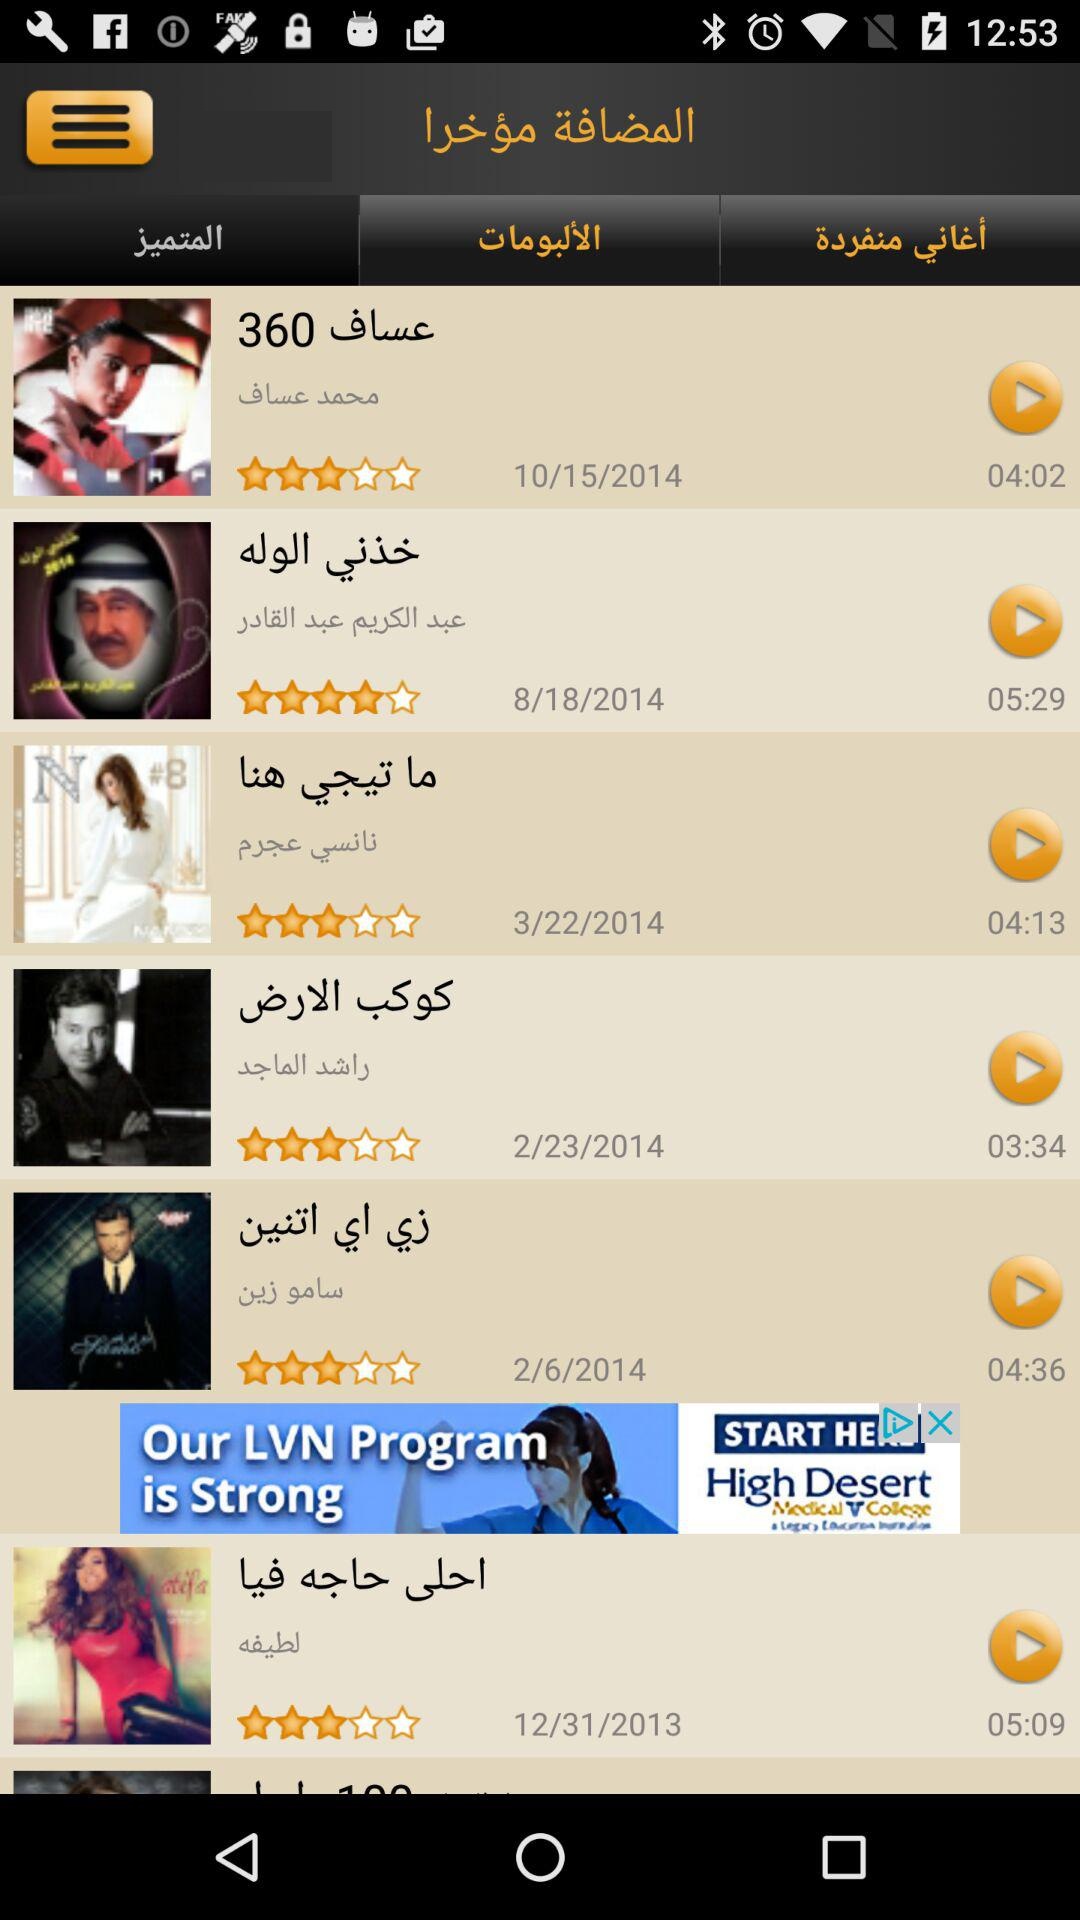 12:53
المضافة مؤخرا
أغاني منفردة
الألبومات
المتميز
عساف 360
محمد عساف
10/15/2014
04:02
خذني الوله
عبد الكريم عبد القادر
8/18/2014
05:29
ما تيجي هنا
نانسي عجرم
3/22/2014
04:13
كوكب الارض
راشد الماجد
2/23/2014
03:34
زي اي اتنين
سامو زين
2/6/2014
04:36
Our LVN Program
is Strong
START
High Desert
Medical College
a Legacy Education Institution
احلى حاجه فيا
لطيفه
12/31/2013
05:09